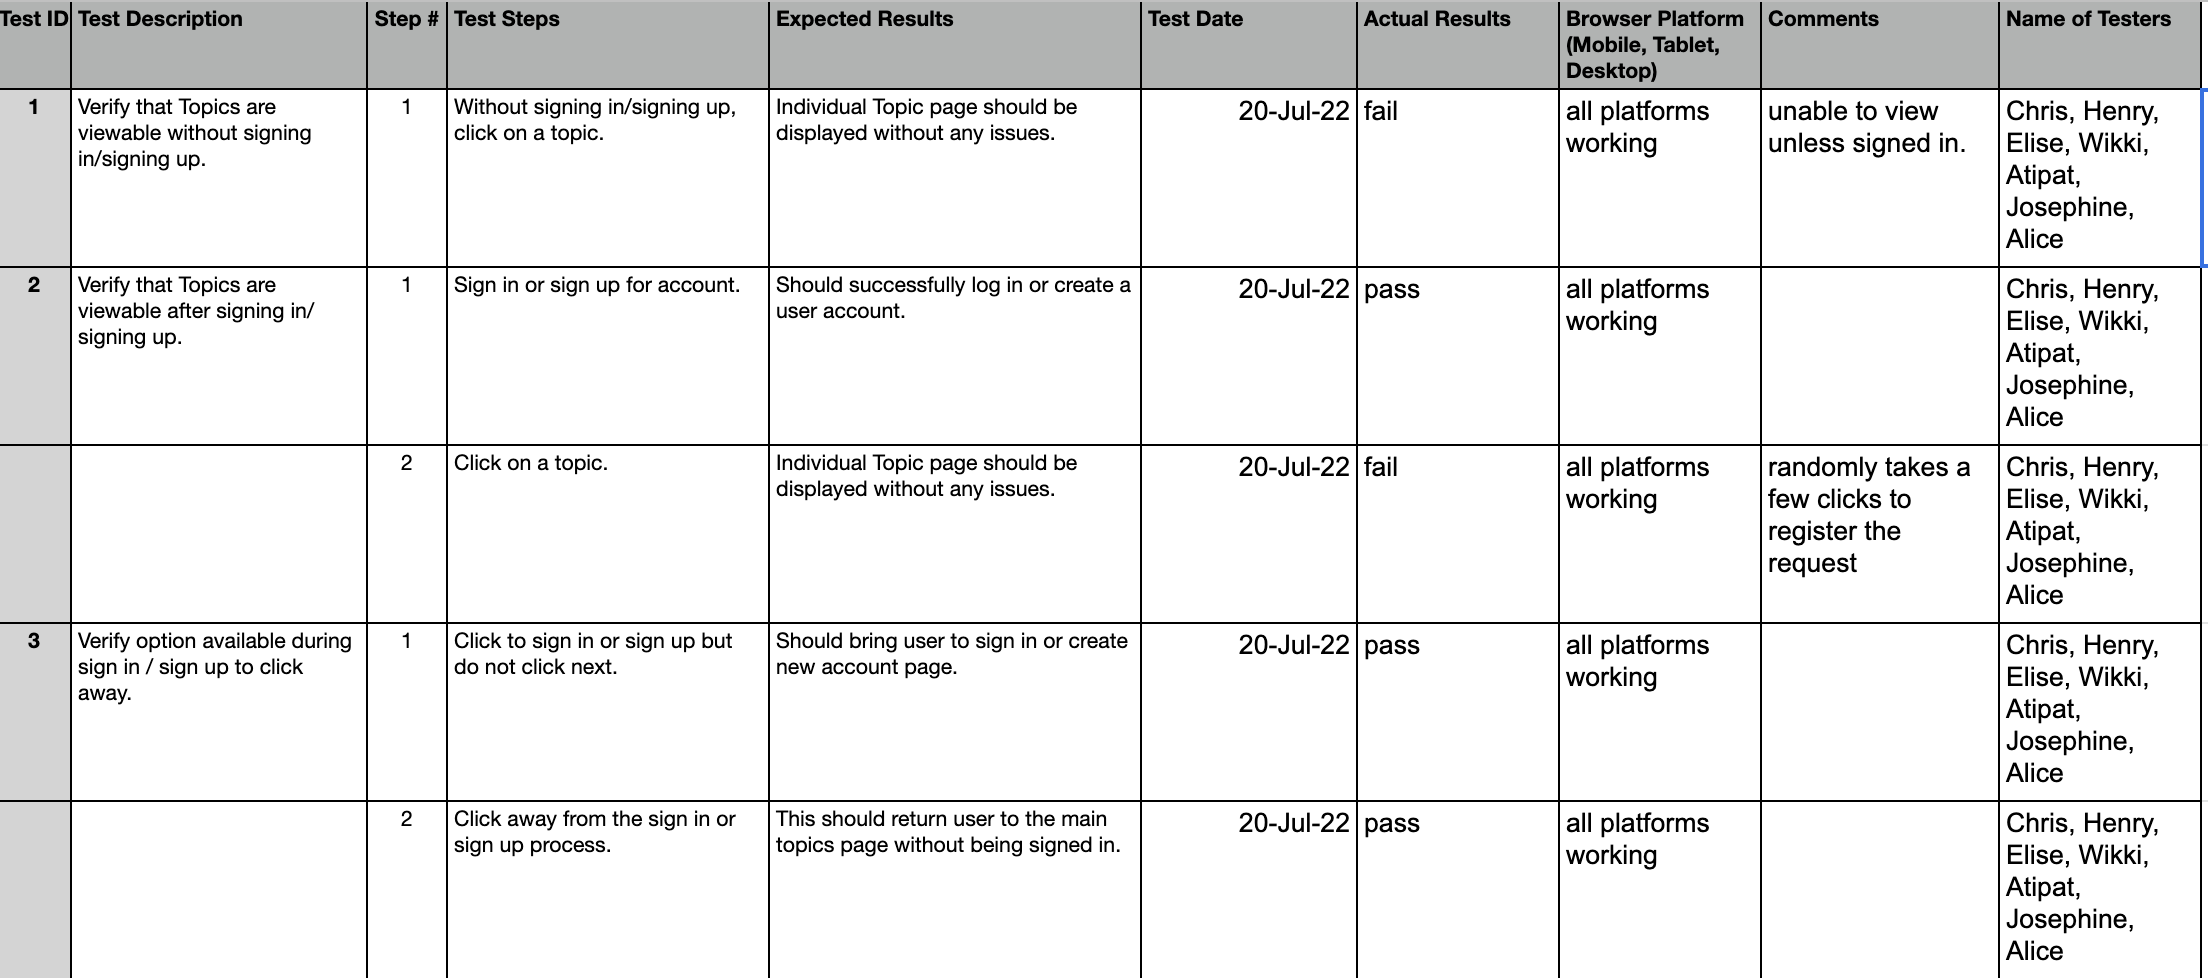 Test ID
Test Description
Step #
Test Steps
Expected Results
Test Date
Actual Results
Browser Platform
(Mobile, Tablet,
Desktop)
Comments
Name of Testers
1
Verify that Topics are
viewable without signing
in/signing up.
1
Without signing in/signing up,
click on a topic.
Individual Topic page should be
displayed without any issues.
20-Jul-22
fail
all platforms
working
unable to view
unless signed in.
Chris, Henry,
Elise, Wikki,
Atipat,
Josephine,
Alice
2
Verify that Topics are
viewable after signing in/
signing up.
1
Sign in or sign up for account.
Should successfully log in or create a
user account.
20-Jul-22
pass
all platforms
working
Chris, Henry,
Elise, Wikki,
Atipat,
Josephine,
Alice
2
Click on a topic.
Individual Topic page should be
displayed without any issues.
20-Jul-22
fail
all platforms
working
randomly takes a
few clicks to
register the
request
Chris, Henry,
Elise, Wikki,
Atipat,
Josephine,
Alice
3
Verify option available during
sign in / sign up to click
away.
1
Click to sign in or sign up but
do not click next.
Should bring user to sign in or create
new account page.
20-Jul-22
pass
all platforms
working
Chris, Henry,
Elise, Wikki,
Atipat,
Josephine,
Alice
2
Click away from the sign in or
sign up process.
This should return user to the main
topics page without being signed in.
20-Jul-22
pass
all platforms
working
Chris, Henry,
Elise, Wikki,
Atipat,
Josephine,
Alice